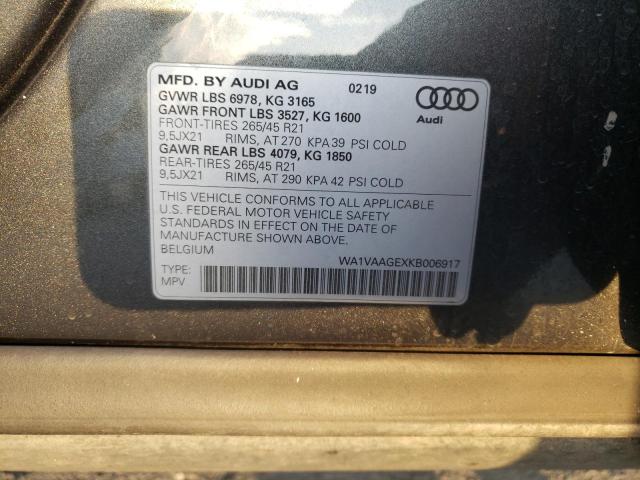 MFD. BY AUDI AG 0219
GVWR LBS 6978, KG 3165
GAWR FRONT LBS 3527, KG 1600
FRONT-TIRES 265/45 R21
9,5JX21 RIMS, AT 270 KPA 39 PSI COLD
GAWR REAR LBS 4079, KG 1850
REAR-TIRES 265/45 R21
9,5JX21 RIMS, AT 290 KPA 42 PSI COLD
Audi
THIS VEHICLE CONFORMS TO ALL APPLICABLE
U.S. FEDERAL MOTOR VEHICLE SAFETY
STANDARDS IN EFFECT ON THE DATE OF
MANUFACTURE SHOWN ABOVE.
BELGIUM
WA1VAAGEXKB006917
TYPE:
MPV